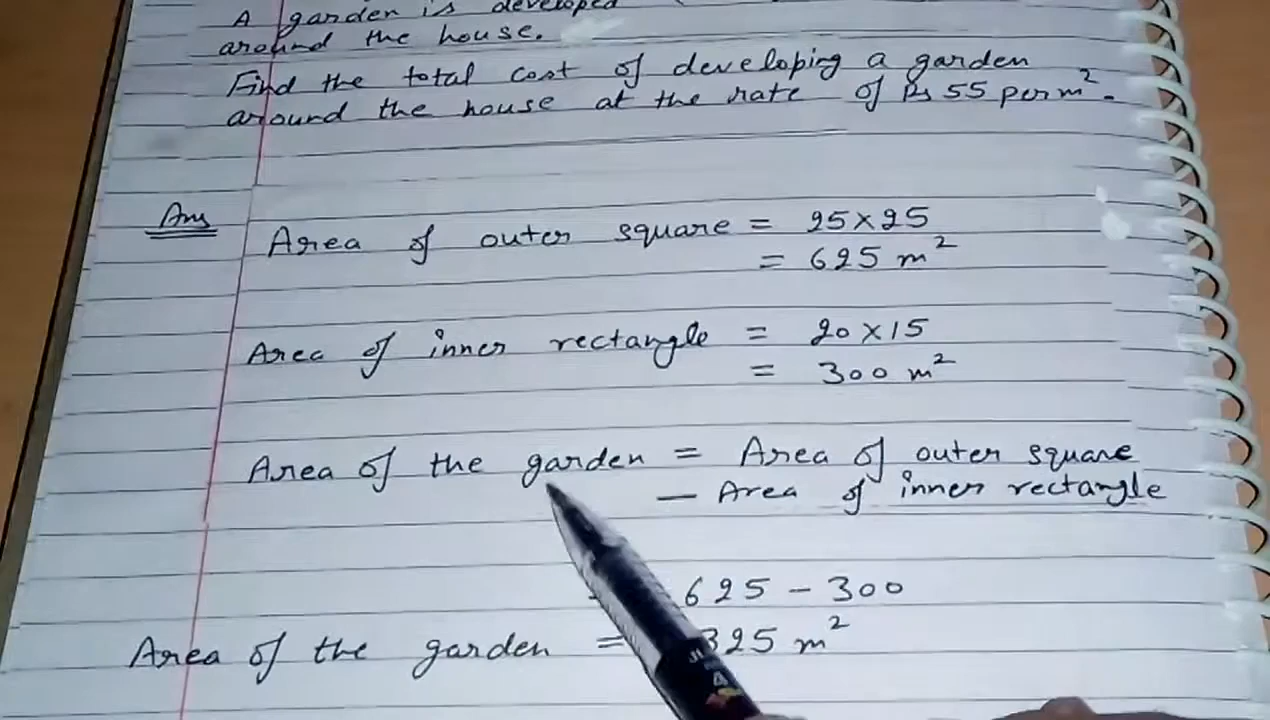 A garden is developed
around the house.
Find the total cost of developing a garden
around the house at the rate of Rs 55 per m².
Ans
Area of outer square = 25×25
= 625 m²
Area of inner rectangle = 20×15
= 300 m²
Area of the garden = Area of outer square
— Area of inner rectangle
625 – 300
Area of the garden = 325 m²